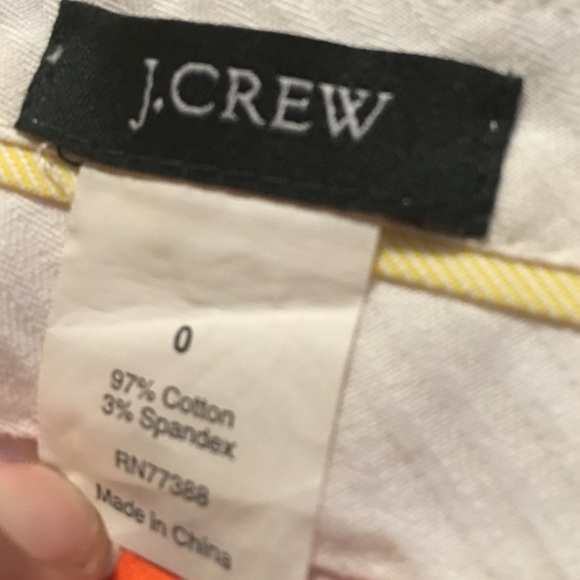 J.CREW
0
97% Cotton
3% Spandex
RN77388
Made in China